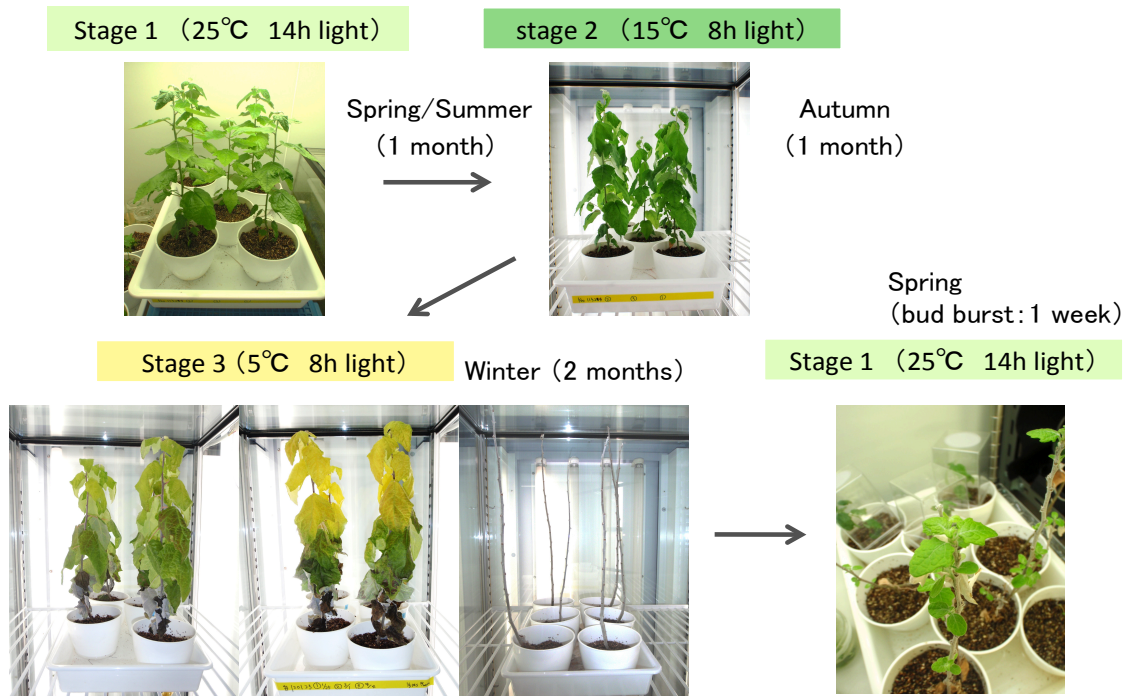 Stage 1 (25℃ 14h light)
stage 2 (15℃ 8h light)
Spring/Summer
(1 month)
Autumn
(1 month)
Spring
(bud burst:1 week)
Stage 3 (5℃ 8h light)
Winter (2 months)
Stage 1 (25℃ 14h light)